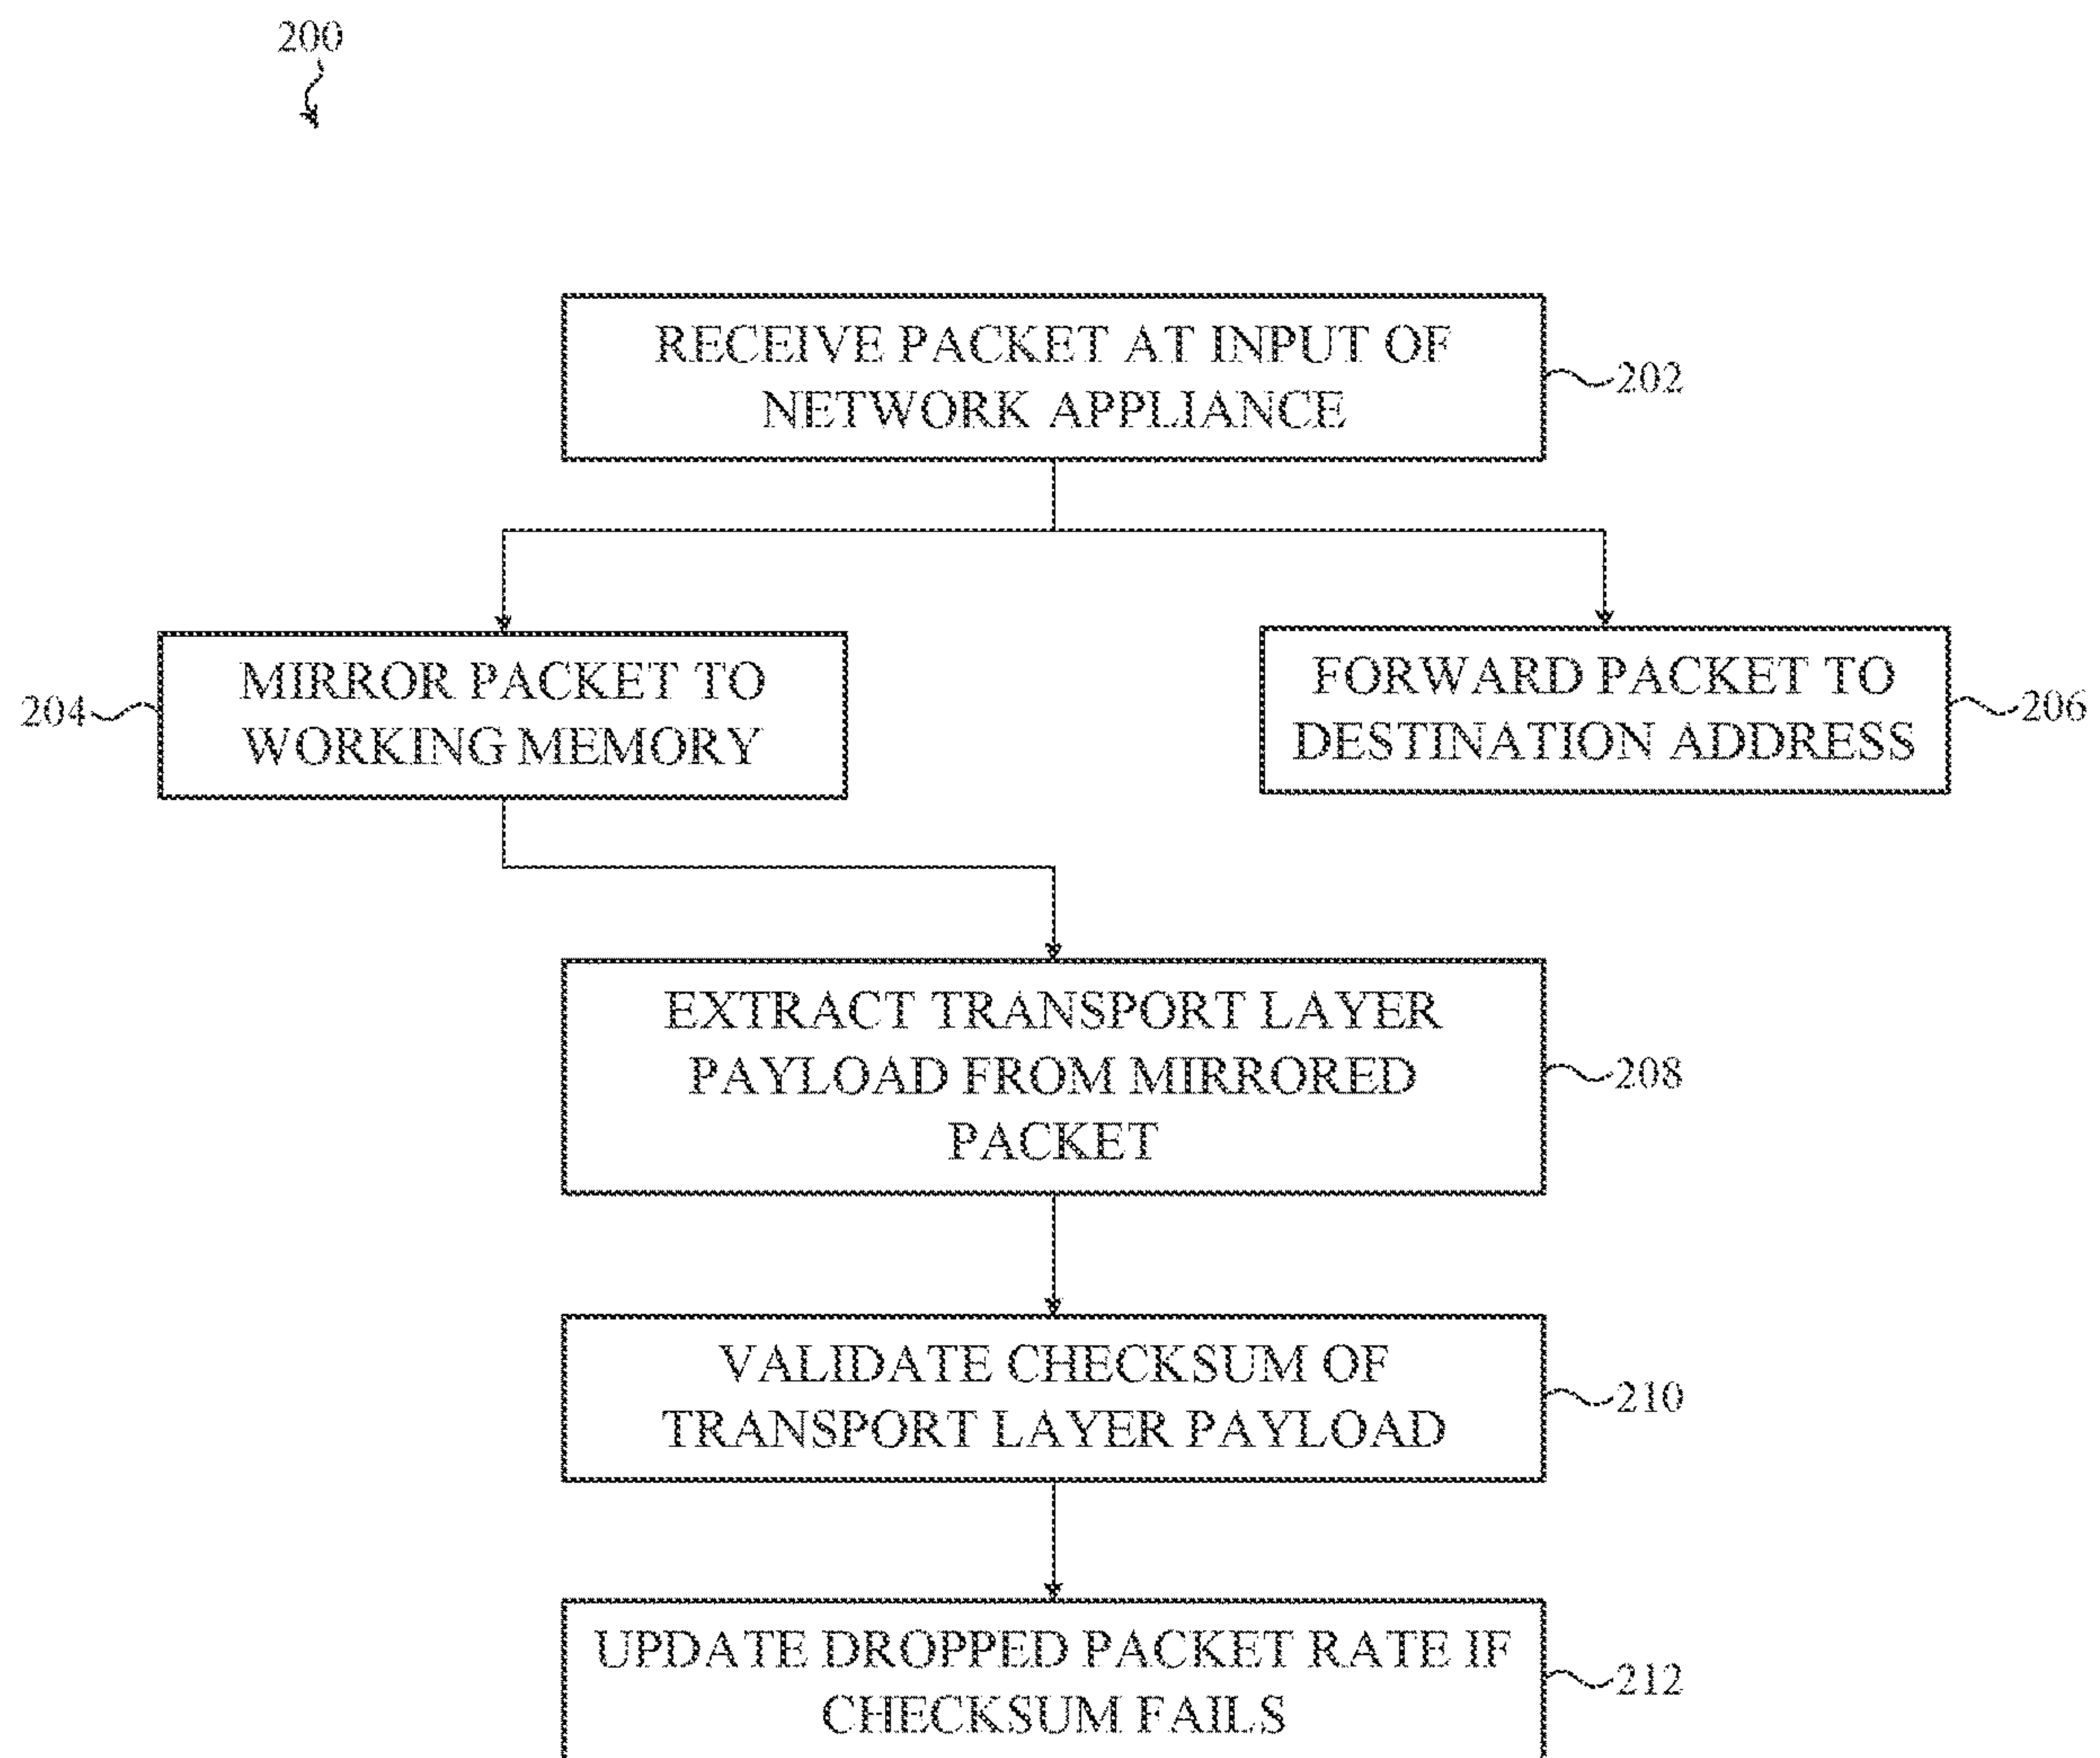 200
RECEIVE PACKET AT INPUT OF
NETWORK APPLIANCE
202
MIRROR PACKET TO
WORKING MEMORY
204
FORWARD PACKET TO
DESTINATION ADDRESS
206
EXTRACT TRANSPORT LAYER
PAYLOAD FROM MIRRORED
PACKET
208
VALIDATE CHECKSUM OF
TRANSPORT LAYER PAYLOAD
210
UPDATE DROPPED PACKET RATE IF
CHECKSUM FAILS
212